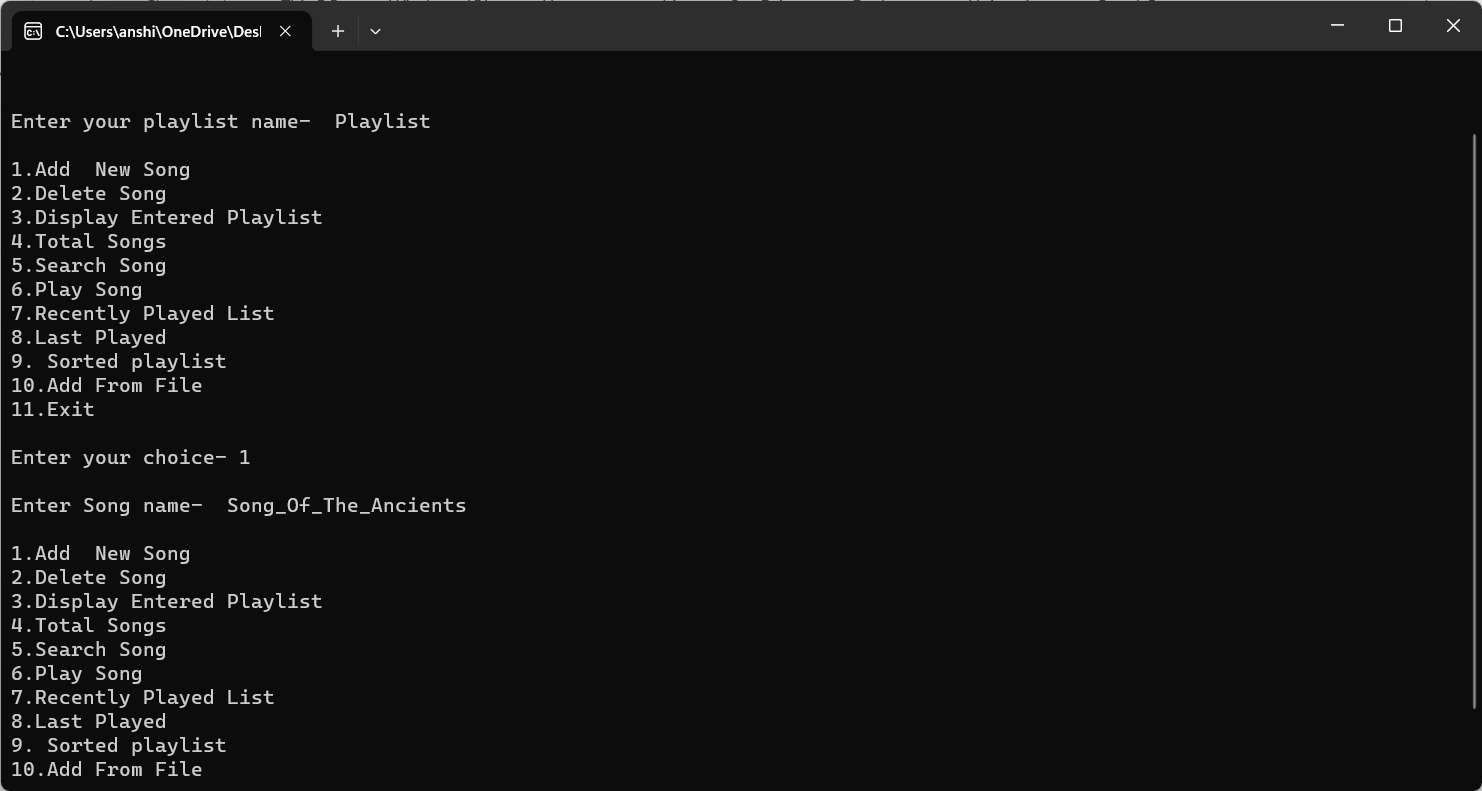 C:\Users\anshi\OneDrive\Des
Enter your playlist name-  Playlist
1.Add  New Song
2.Delete Song
3.Display Entered Playlist
4.Total Songs
5.Search Song
6.Play Song
7.Recently Played List
8.Last Played
9. Sorted playlist
10.Add From File
11.Exit
Enter your choice- 1
Enter Song name-  Song_Of_The_Ancients
1.Add  New Song
2.Delete Song
3.Display Entered Playlist
4.Total Songs
5.Search Song
6.Play Song
7.Recently Played List
8.Last Played
9. Sorted playlist
10.Add From File